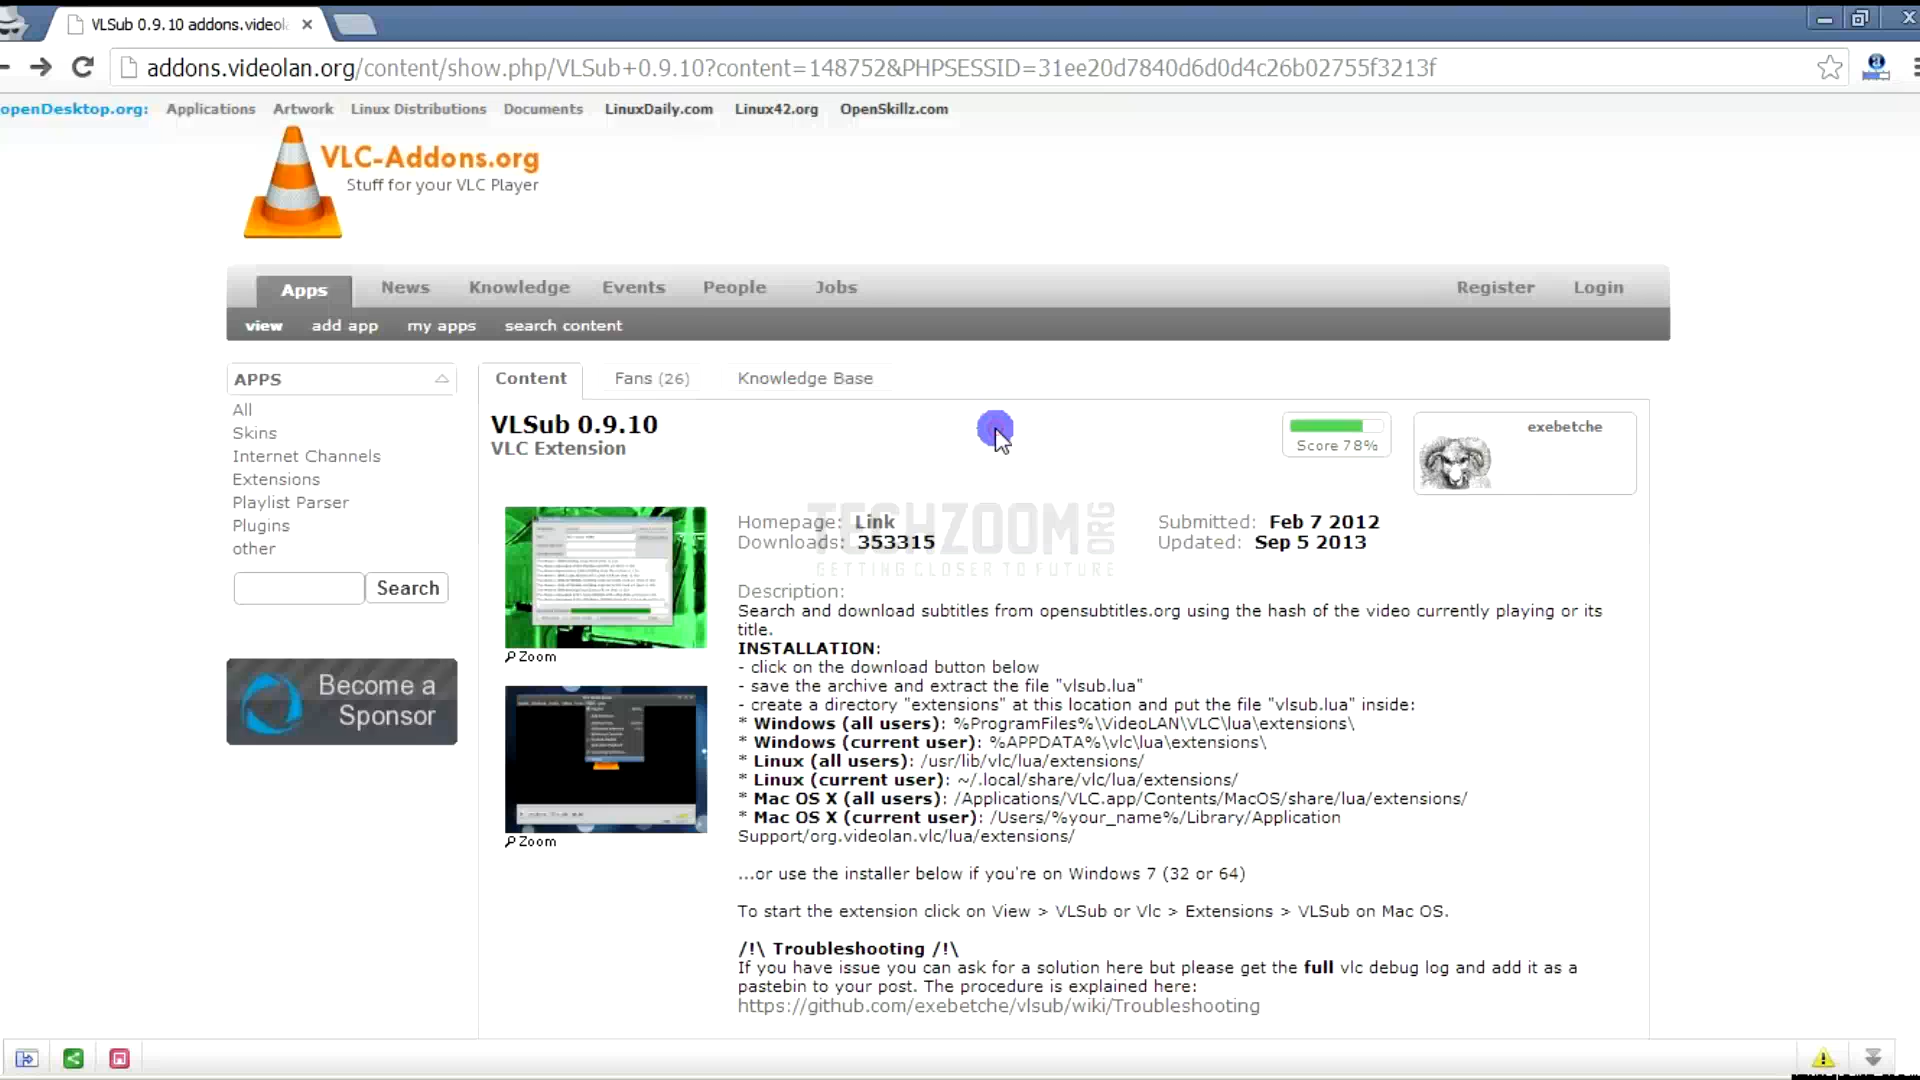 VLSub 0.9.10 addons.videol
addons.videolan.org/content/show.php/VLSub+0.9.10?content=148752&PHPSESSID=31ee20d7840d6d0d4c26b02755f3213f
openDesktop.org: Applications Artwork Linux Distributions Documents LinuxDaily.com Linux42.org OpenSkillz.com
VLC-Addons.org
Stuff for your VLC Player
Apps News Knowledge Events People Jobs Register Login
view add app my apps search content
APPS
All
Skins
Internet Channels
Extensions
Playlist Parser
Plugins
other
Search
Become a
Sponsor
Content Fans (26) Knowledge Base
VLSub 0.9.10
VLC Extension
Score 78%
exebetche
Zoom
Zoom
TECHZOOM.ORG
GETTING CLOSER TO FUTURE
Homepage: Link
Downloads: 353315
Submitted: Feb 7 2012
Updated: Sep 5 2013
Description:
Search and download subtitles from opensubtitles.org using the hash of the video currently playing or its
title.
INSTALLATION:
- click on the download button below
- save the archive and extract the file "vlsub.lua"
- create a directory "extensions" at this location and put the file "vlsub.lua" inside:
* Windows (all users): %ProgramFiles%\VideoLAN\VLC\lua\extensions\
* Windows (current user): %APPDATA%\vlc\lua\extensions\
* Linux (all users): /usr/lib/vlc/lua/extensions/
* Linux (current user): ~/.local/share/vlc/lua/extensions/
* Mac OS X (all users): /Applications/VLC.app/Contents/MacOS/share/lua/extensions/
* Mac OS X (current user): /Users/%your_name%/Library/Application
Support/org.videolan.vlc/lua/extensions/
...or use the installer below if you're on Windows 7 (32 or 64)
To start the extension click on View > VLSub or Vlc > Extensions > VLSub on Mac OS.
/!\ Troubleshooting /!\
If you have issue you can ask for a solution here but please get the full vlc debug log and add it as a
pastebin to your post. The procedure is explained here:
https://github.com/exebetche/vlsub/wiki/Troubleshooting